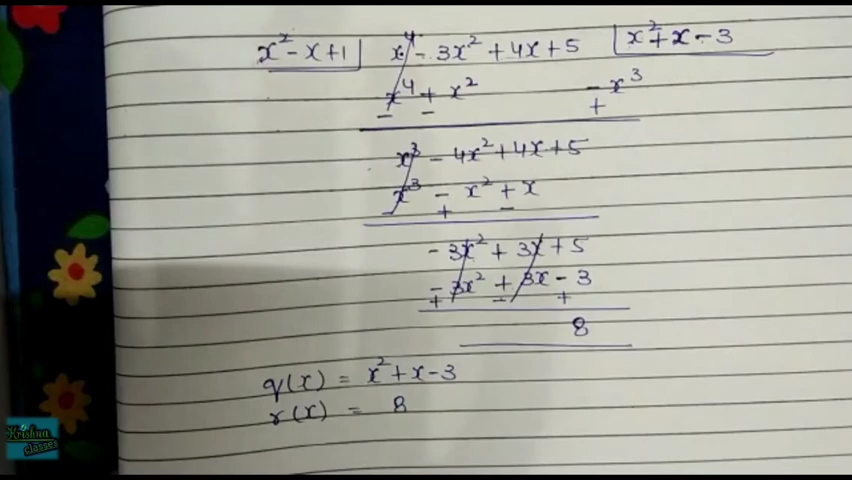 x² - x + 1 | x⁴ - 3x² + 4x + 5 | x² + x - 3
x⁴ + x² - x³
- - +
x³ - 4x² + 4x + 5
x³ - x² + x
- + -
- 3x² + 3x + 5
- 3x² + 3x - 3
+ - +
8
q(x) = x² + x - 3
r(x) = 8
Krishna
classes